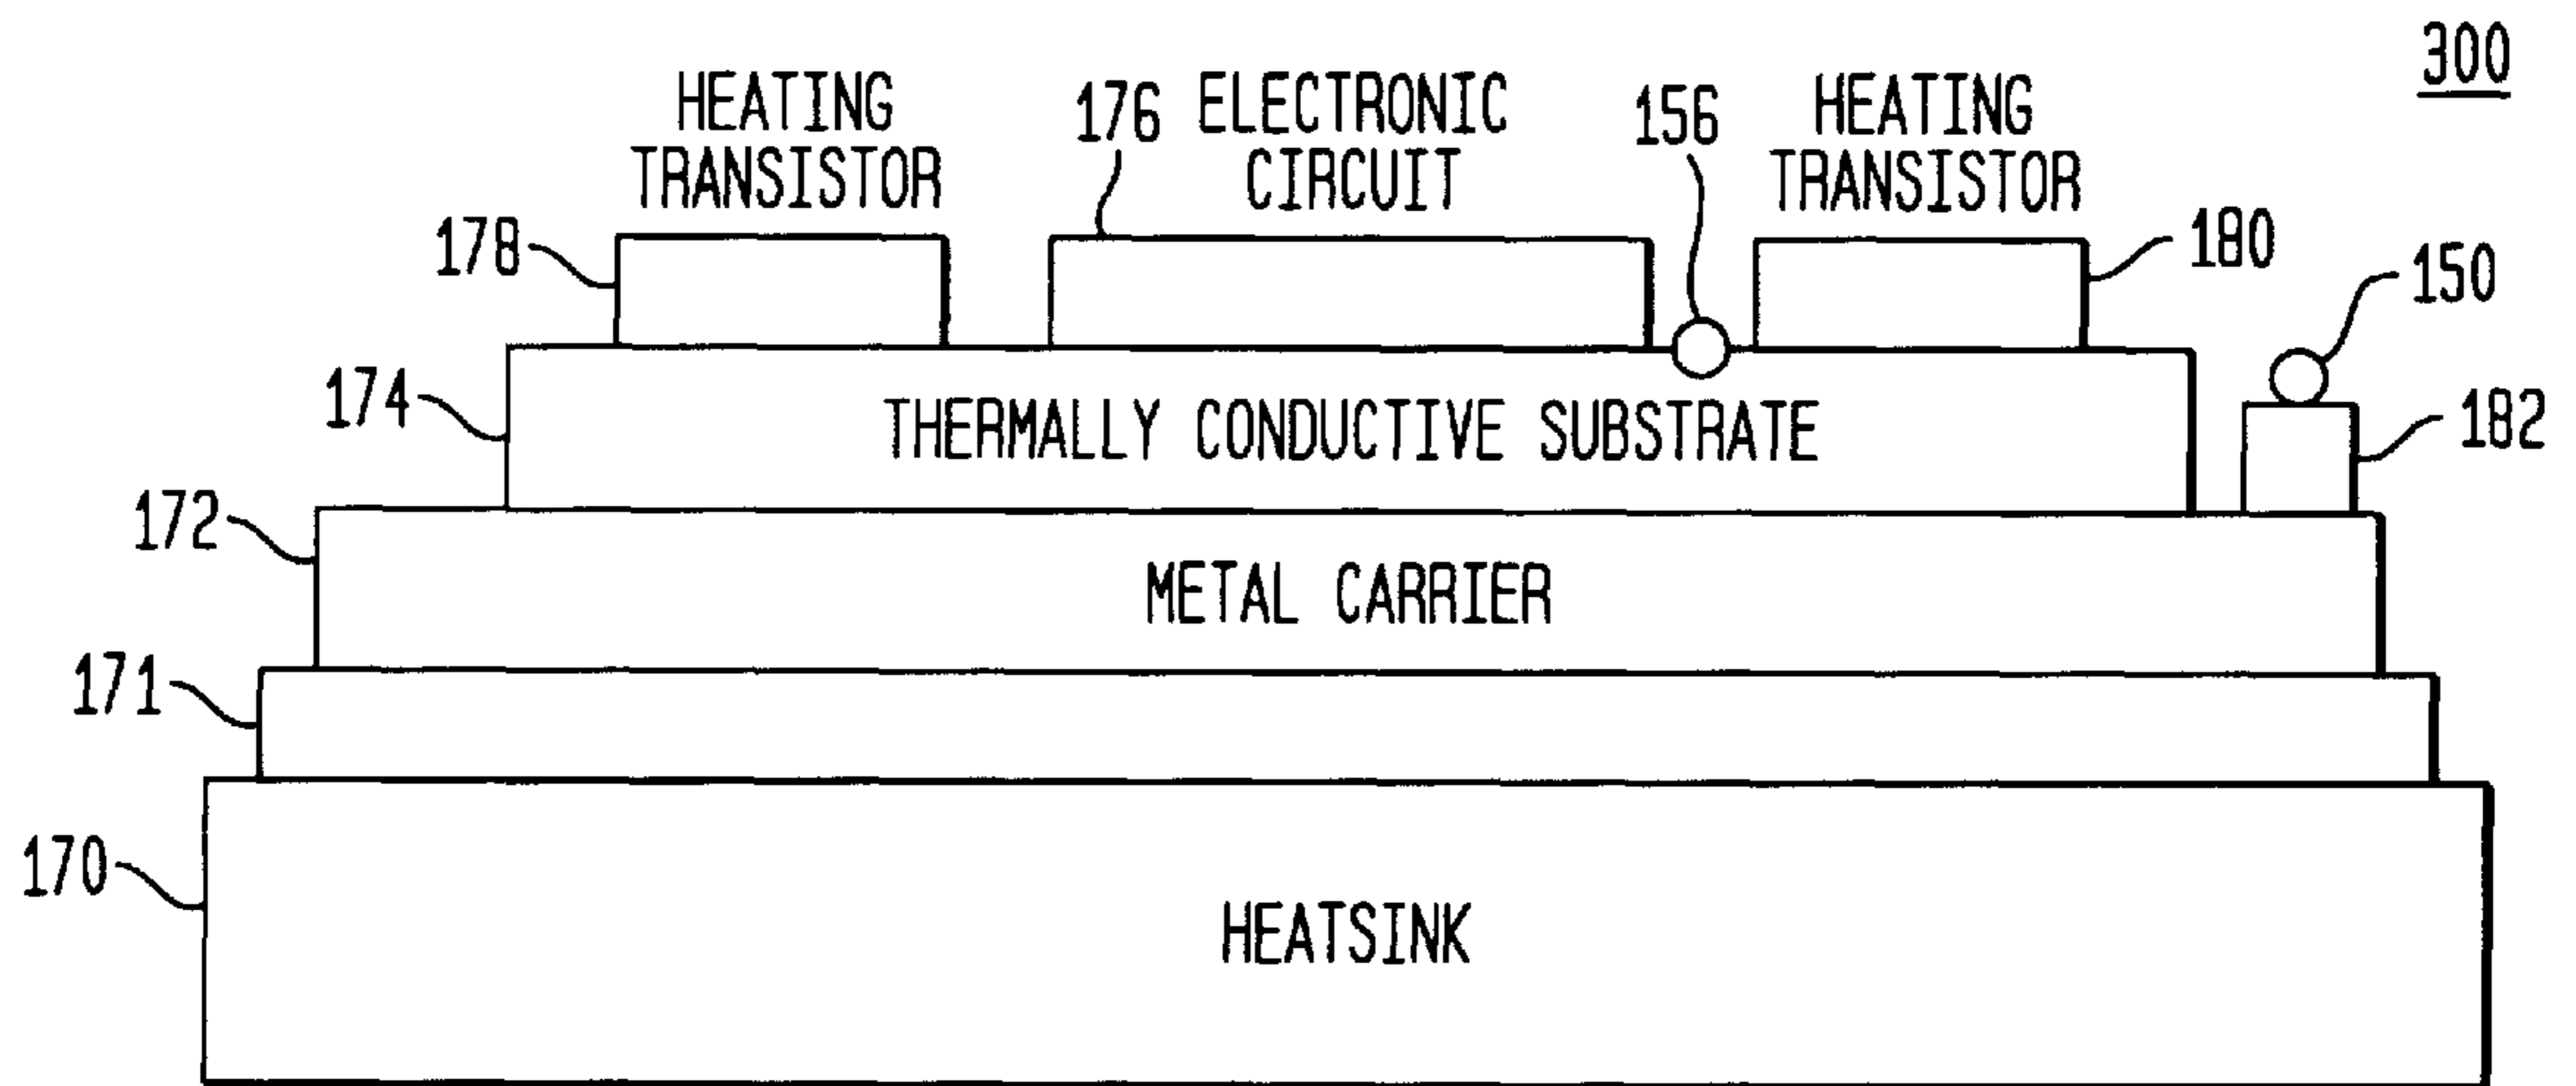 300
HEATING
TRANSISTOR
176
ELECTRONIC
CIRCUIT
156
HEATING
TRANSISTOR
178
180
150
174
THERMALLY CONDUCTIVE SUBSTRATE
182
172
METAL CARRIER
171
170
HEATSINK